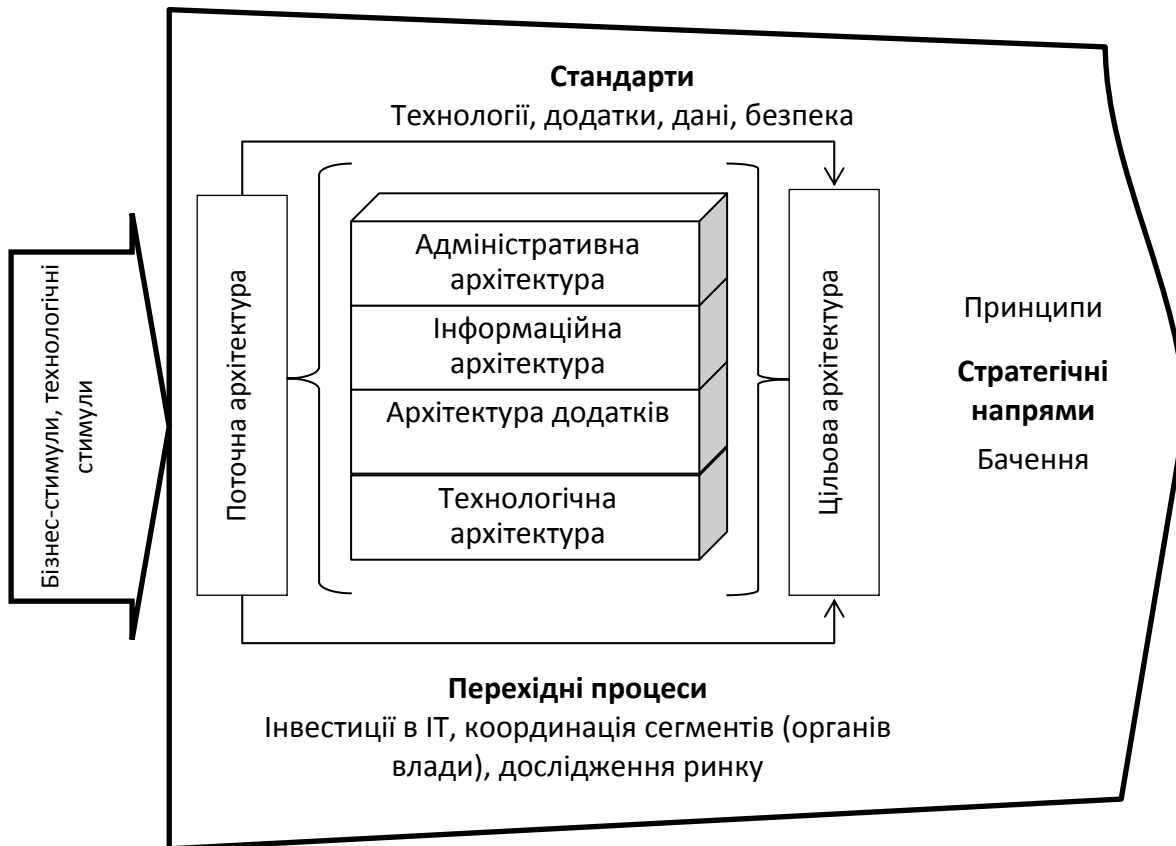 Стандарти
Технології, додатки, дані, безпека
Бізнес-стимули, технологічні
стимули
Поточна архітектура
Адміністративна
архітектура
Інформаційна
архітектура
Архітектура додатків
Технологічна
архітектура
Цільова архітектура
Принципи
Стратегічні
напрями
Бачення
Перехідні процеси
Інвестиції в ІТ, координація сегментів (органів
влади), дослідження ринку